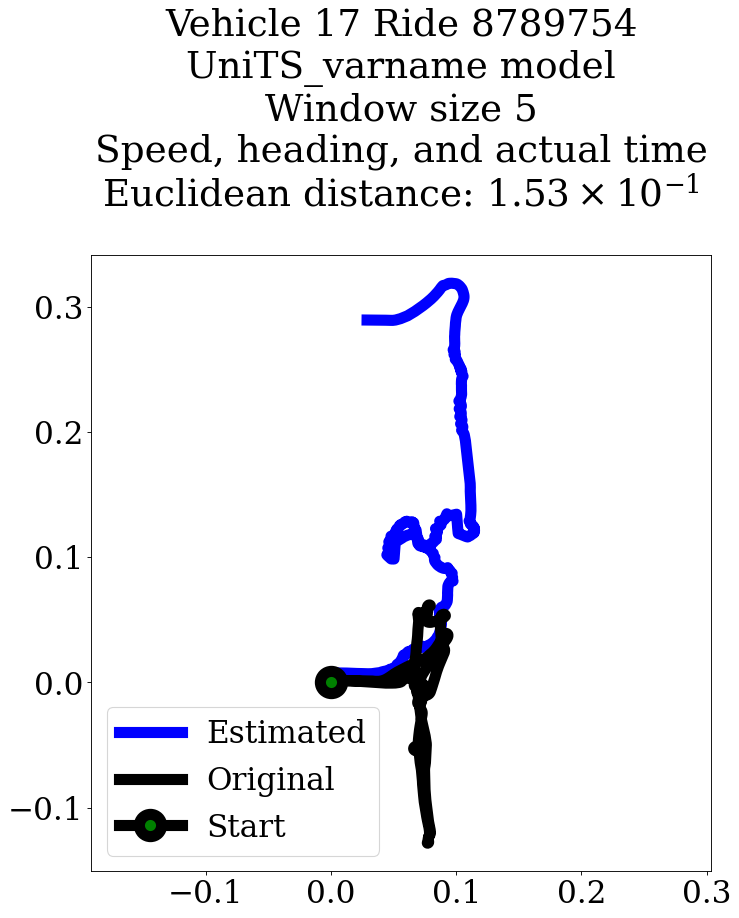 Vehicle 17 Ride 8789754
UniTS_varname model
Window size 5
Speed, heading, and actual time
Euclidean distance: 1.53 × 10⁻¹
0.3
0.2
0.1
0.0
−0.1
Estimated
Original
Start
−0.1 0.0 0.1 0.2 0.3